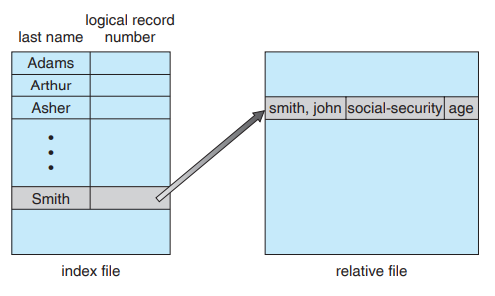 logical record
last name number
Adams
Arthur
Asher
Smith
smith, john social-security age
index file relative file